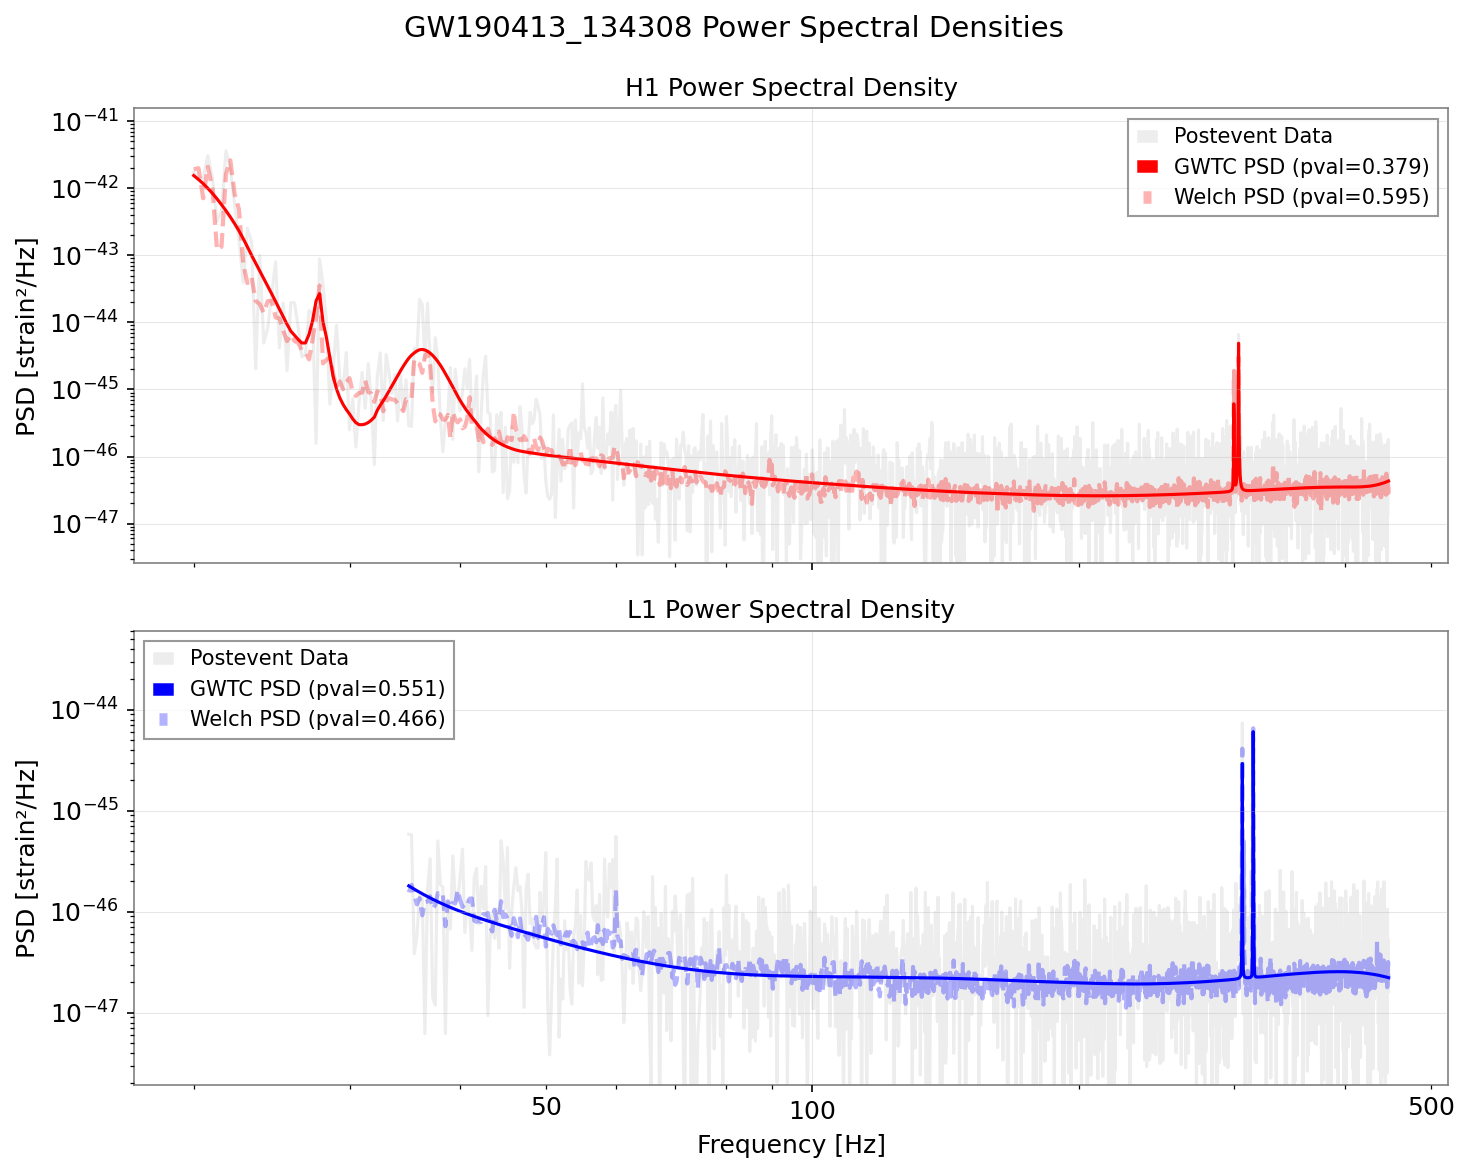 GW190413_134308 Power Spectral Densities
H1 Power Spectral Density
PSD [strain²/Hz]
10⁻⁴¹
10⁻⁴²
10⁻⁴³
10⁻⁴⁴
10⁻⁴⁵
10⁻⁴⁶
10⁻⁴⁷
Postevent Data
GWTC PSD (pval=0.379)
Welch PSD (pval=0.595)
L1 Power Spectral Density
PSD [strain²/Hz]
10⁻⁴⁴
10⁻⁴⁵
10⁻⁴⁶
10⁻⁴⁷
Postevent Data
GWTC PSD (pval=0.551)
Welch PSD (pval=0.466)
50
100
500
Frequency [Hz]